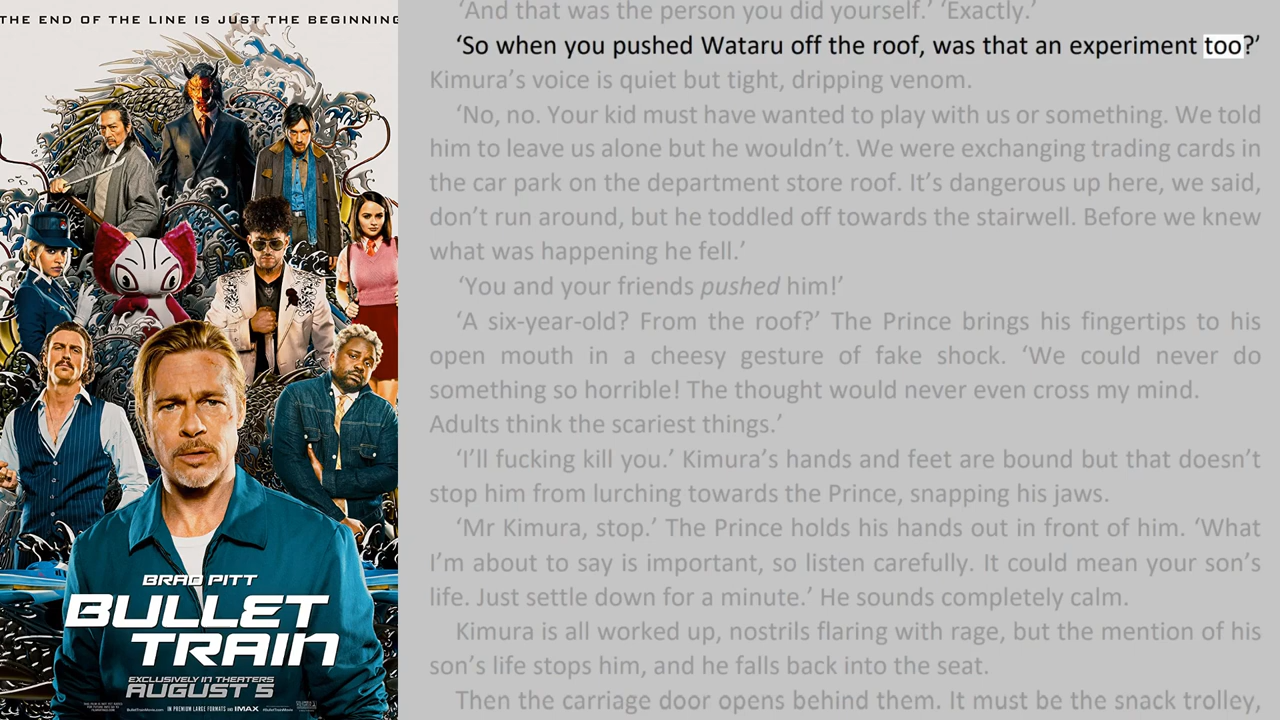 THE END OF THE LINE IS JUST THE BEGINNING
BRAD PITT
BULLET
TRAIN
EXCLUSIVELY IN THEATERS
AUGUST 5
BulletTrainMovie.com
IN PREMIUM LARGE FORMATS AND IMAX
#BulletTrainMovie
‘And that was the person you did yourself.’ ‘Exactly.’
‘So when you pushed Wataru off the roof, was that an experiment too?’
Kimura’s voice is quiet but tight, dripping venom.
‘No, no. Your kid must have wanted to play with us or something. We told
him to leave us alone but he wouldn’t. We were exchanging trading cards in
the car park on the department store roof. It’s dangerous up here, we said,
don’t run around, but he toddled off towards the stairwell. Before we knew
what was happening he fell.’
‘You and your friends pushed him!’
‘A six-year-old? From the roof?’ The Prince brings his fingertips to his
open mouth in a cheesy gesture of fake shock. ‘We could never do
something so horrible! The thought would never even cross my mind.
Adults think the scariest things.’
‘I’ll fucking kill you.’ Kimura’s hands and feet are bound but that doesn’t
stop him from lurching towards the Prince, snapping his jaws.
‘Mr Kimura, stop.’ The Prince holds his hands out in front of him. ‘What
I’m about to say is important, so listen carefully. It could mean your son’s
life. Just settle down for a minute.’ He sounds completely calm.
Kimura is all worked up, nostrils flaring with rage, but the mention of his
son’s life stops him, and he falls back into the seat.
Then the carriage door opens behind them. It must be the snack trolley,